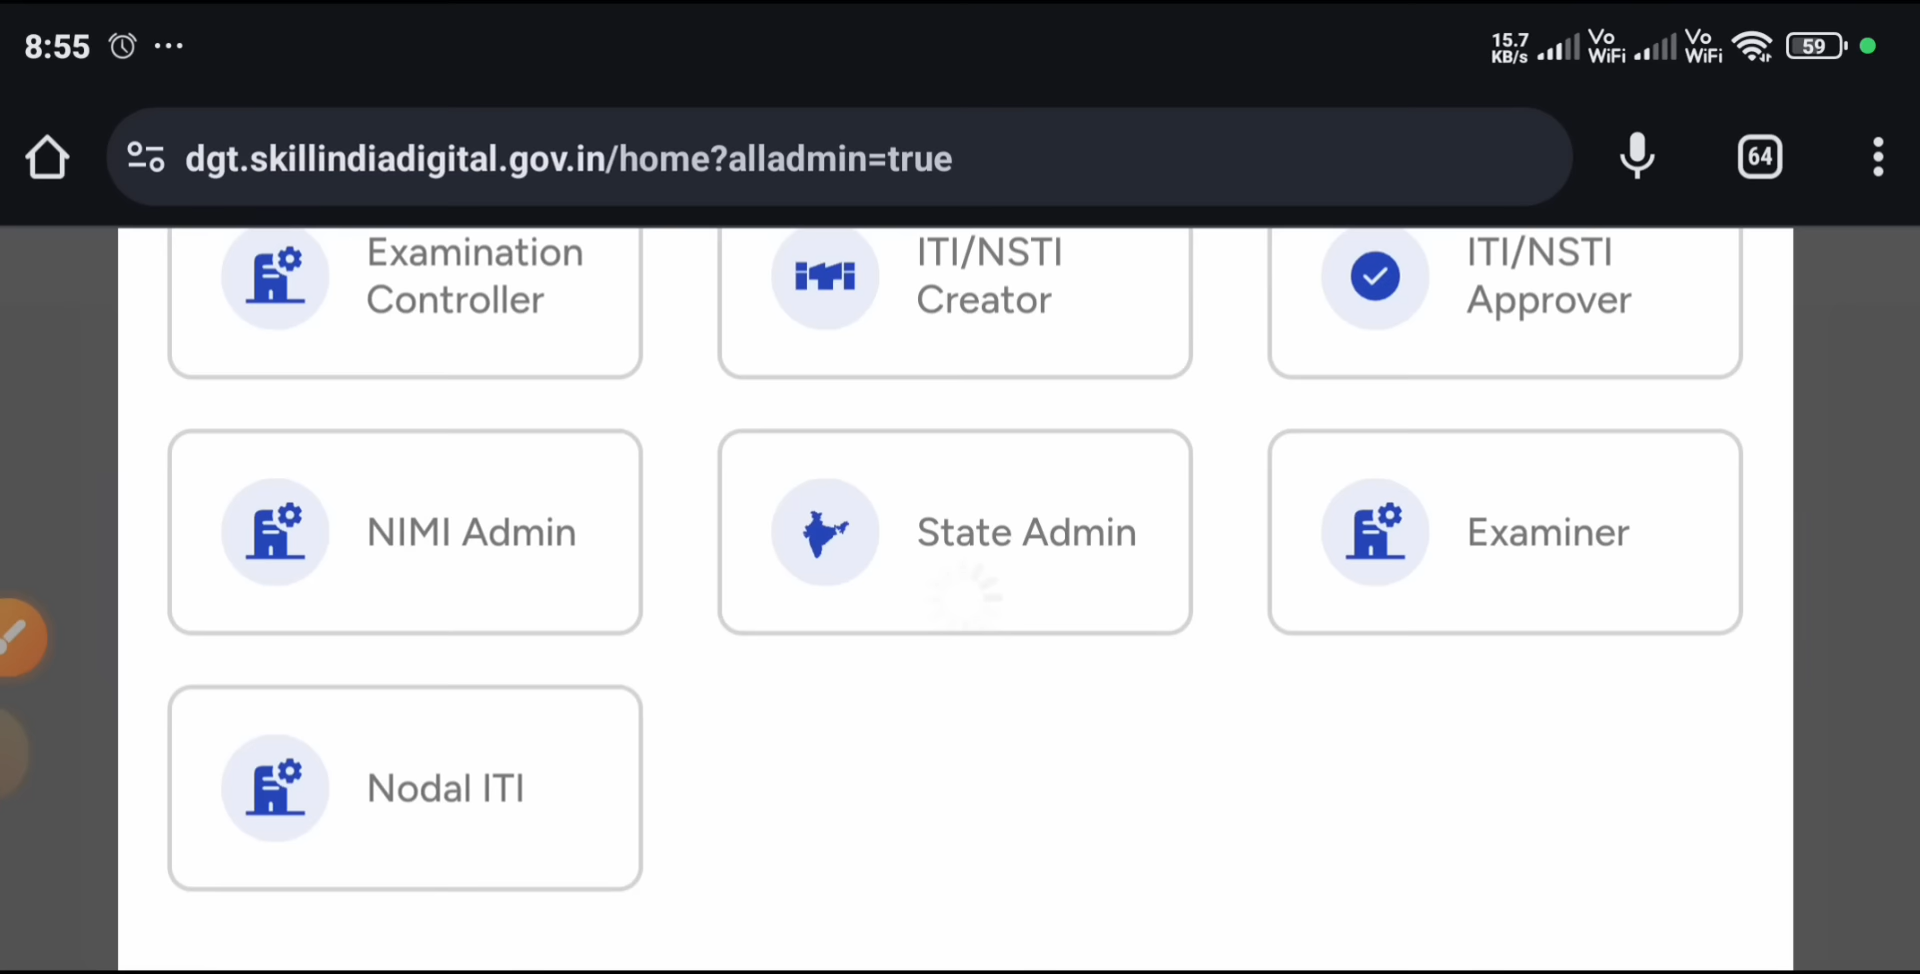 8:55
15.7
KB/s
Vo
WiFi
Vo
WiFi
59
dgt.skillindiadigital.gov.in/home?alladmin=true
64
Examination
Controller
ITI/NSTI
Creator
ITI/NSTI
Approver
NIMI Admin
State Admin
Examiner
Nodal ITI